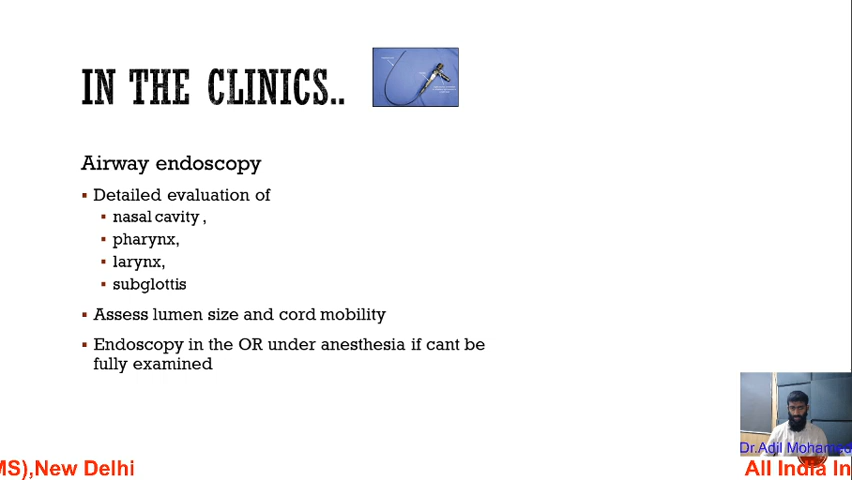 IN THE CLINICS..
Airway endoscopy
▪ Detailed evaluation of
▪ nasal cavity ,
▪ pharynx,
▪ larynx,
▪ subglottis
▪ Assess lumen size and cord mobility
▪ Endoscopy in the OR under anesthesia if cant be
fully examined
Dr.Adil Mohamed
MS),New Delhi
All India In